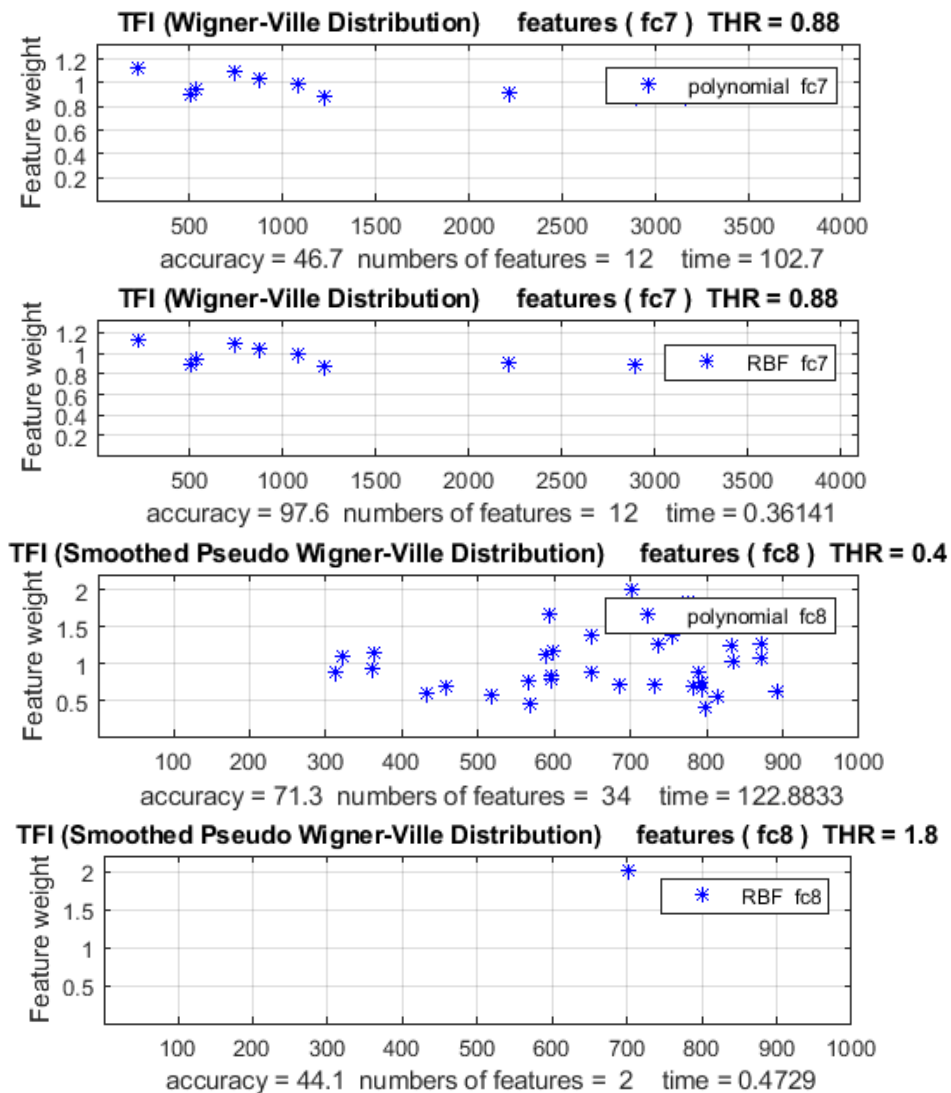 TFI (Wigner-Ville Distribution) features ( fc7 ) THR = 0.88
Feature weight
1.2
1
0.8
0.6
0.4
0.2
polynomial fc7
500 1000 1500 2000 2500 3000 3500 4000
accuracy = 46.7 numbers of features = 12 time = 102.7
TFI (Wigner-Ville Distribution) features ( fc7 ) THR = 0.88
Feature weight
1.2
1
0.8
0.6
0.4
0.2
RBF fc7
500 1000 1500 2000 2500 3000 3500 4000
accuracy = 97.6 numbers of features = 12 time = 0.36141
TFI (Smoothed Pseudo Wigner-Ville Distribution) features ( fc8 ) THR = 0.4
Feature weight
2
1.5
1
0.5
polynomial fc8
100 200 300 400 500 600 700 800 900 1000
accuracy = 71.3 numbers of features = 34 time = 122.8833
TFI (Smoothed Pseudo Wigner-Ville Distribution) features ( fc8 ) THR = 1.8
Feature weight
2
1.5
1
0.5
RBF fc8
100 200 300 400 500 600 700 800 900 1000
accuracy = 44.1 numbers of features = 2 time = 0.4729